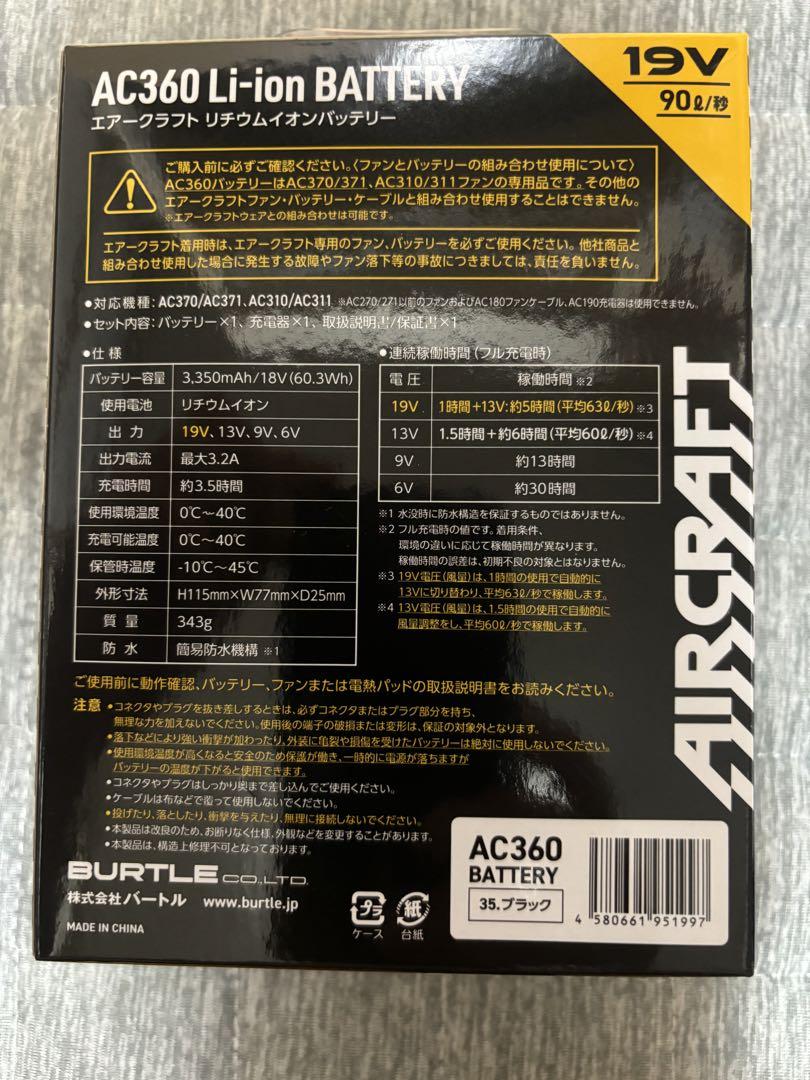 AC360 Li-ion BATTERY
エアークラフト リチウムイオンバッテリー
19V
90ℓ/秒
ご購入前に必ずご確認ください。〈ファンとバッテリーの組み合わせ使用について〉
AC360バッテリーはAC370/371、AC310/311ファンの専用品です。その他の
エアークラフトファン・バッテリー・ケーブルと組み合わせ使用することはできません。
※エアークラフトウェアとの組み合わせは可能です。
エアークラフト着用時は、エアークラフト専用のファン、バッテリーを必ずご使用ください。他社商品と
組み合わせ使用した場合に発生する故障やファン落下等の事故につきましては、責任を負いません。
●対応機種：AC370/AC371、AC310/AC311 ※AC270/271以前のファンおよびAC180ファンケーブル、AC190充電器は使用できません。
●セット内容：バッテリー×1、充電器×1、取扱説明書/保証書×1
●仕様
バッテリー容量 3,350mAh/18V(60.3Wh)
使用電池 リチウムイオン
出力 19V、13V、9V、6V
出力電流 最大3.2A
充電時間 約3.5時間
使用環境温度 0℃〜40℃
充電可能温度 0℃〜40℃
保管時温度 -10℃〜45℃
外形寸法 H115mm×W77mm×D25mm
質量 343g
防水 簡易防水機構 ※1
●連続稼働時間（フル充電時）
電圧 稼働時間 ※2
19V 1時間+13V:約5時間(平均63ℓ/秒) ※3
13V 1.5時間+約6時間(平均60ℓ/秒) ※4
9V 約13時間
6V 約30時間
※1 水没時に防水構造を保証するものではありません。
※2 フル充電時の値です。着用条件、
環境の違いに応じて稼働時間が異なります。
稼働時間の誤差は、初期不良の対象とはなりません。
※3 19V電圧（風量）は、1時間の使用で自動的に
13Vに切り替わり、平均63ℓ/秒で稼働します。
※4 13V電圧（風量）は、1.5時間の使用で自動的に
風量調整をし、平均60ℓ/秒で稼働します。
AIRCRAFT
ご使用前に動作確認、バッテリー、ファンまたは電熱パッドの取扱説明書をお読みください。
注意 ●コネクタやプラグを抜き差しするときは、必ずコネクタまたはプラグ部分を持ち、
無理な力を加えないでください。使用後の端子の破損または変形は、保証の対象外となります。
●落下などにより強い衝撃が加わったり、外装に亀裂や損傷を受けたバッテリーは絶対に使用しないでください。
●使用環境温度が高くなると安全のため保護が働き、一時的に電源が落ちますが
バッテリーの温度が下がると使用できます。
●コネクタやプラグはしっかり奥まで差し込んでご使用ください。
●ケーブルは布などで覆って使用しないでください。
●投げたり、落としたり、衝撃を与えたり、無理に接続しないでください。
●本製品は改良のため、お断りなく仕様、外観などを変更することがあります。
●本製品は、構造上修理不可となっております。
BURTLE CO.,LTD.
株式会社バートル www.burtle.jp
MADE IN CHINA
プラ
ケース
紙
台紙
AC360
BATTERY
35.ブラック
4 580661 951997